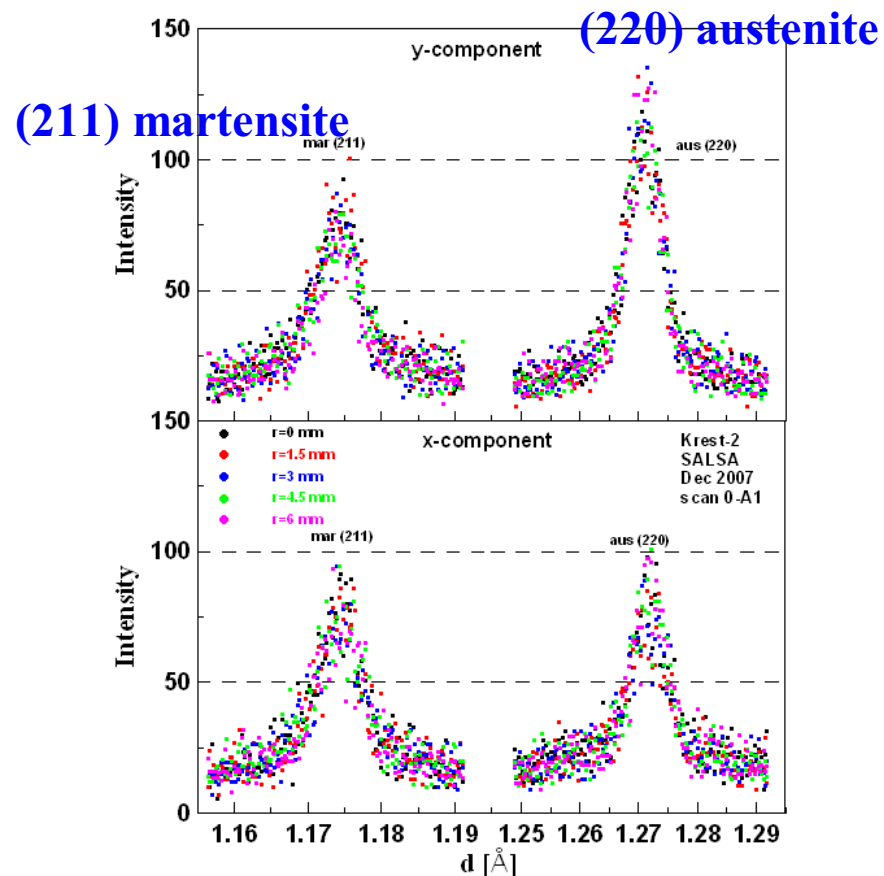 (220) austenite
(211) martensite
150
y-component
mar (211)
aus (220)
100
Intensity
50
150
x-component
r=0 mm
r=1.5 mm
r=3 mm
r=4.5 mm
r=6 mm
Krest-2
SALSA
Dec 2007
scan 0-A1
mar (211)
aus (220)
100
Intensity
50
0
1.16 1.17 1.18 1.19 1.25 1.26 1.27 1.28 1.29
d [Å]